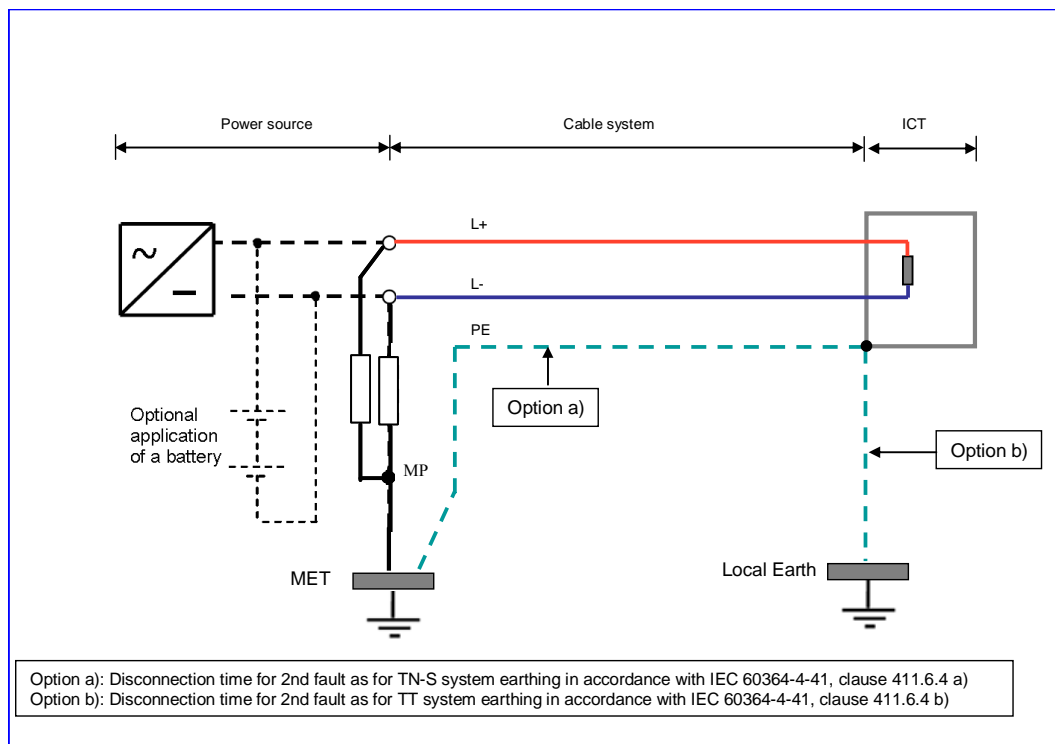 Power source
Cable system
ICT
L+
L-
PE
Option a)
Optional
application
of a battery
MP
Option b)
MET
Local Earth
Option a): Disconnection time for 2nd fault as for TN-S system earthing in accordance with IEC 60364-4-41, clause 411.6.4 a)
Option b): Disconnection time for 2nd fault as for TT system earthing in accordance with IEC 60364-4-41, clause 411.6.4 b)